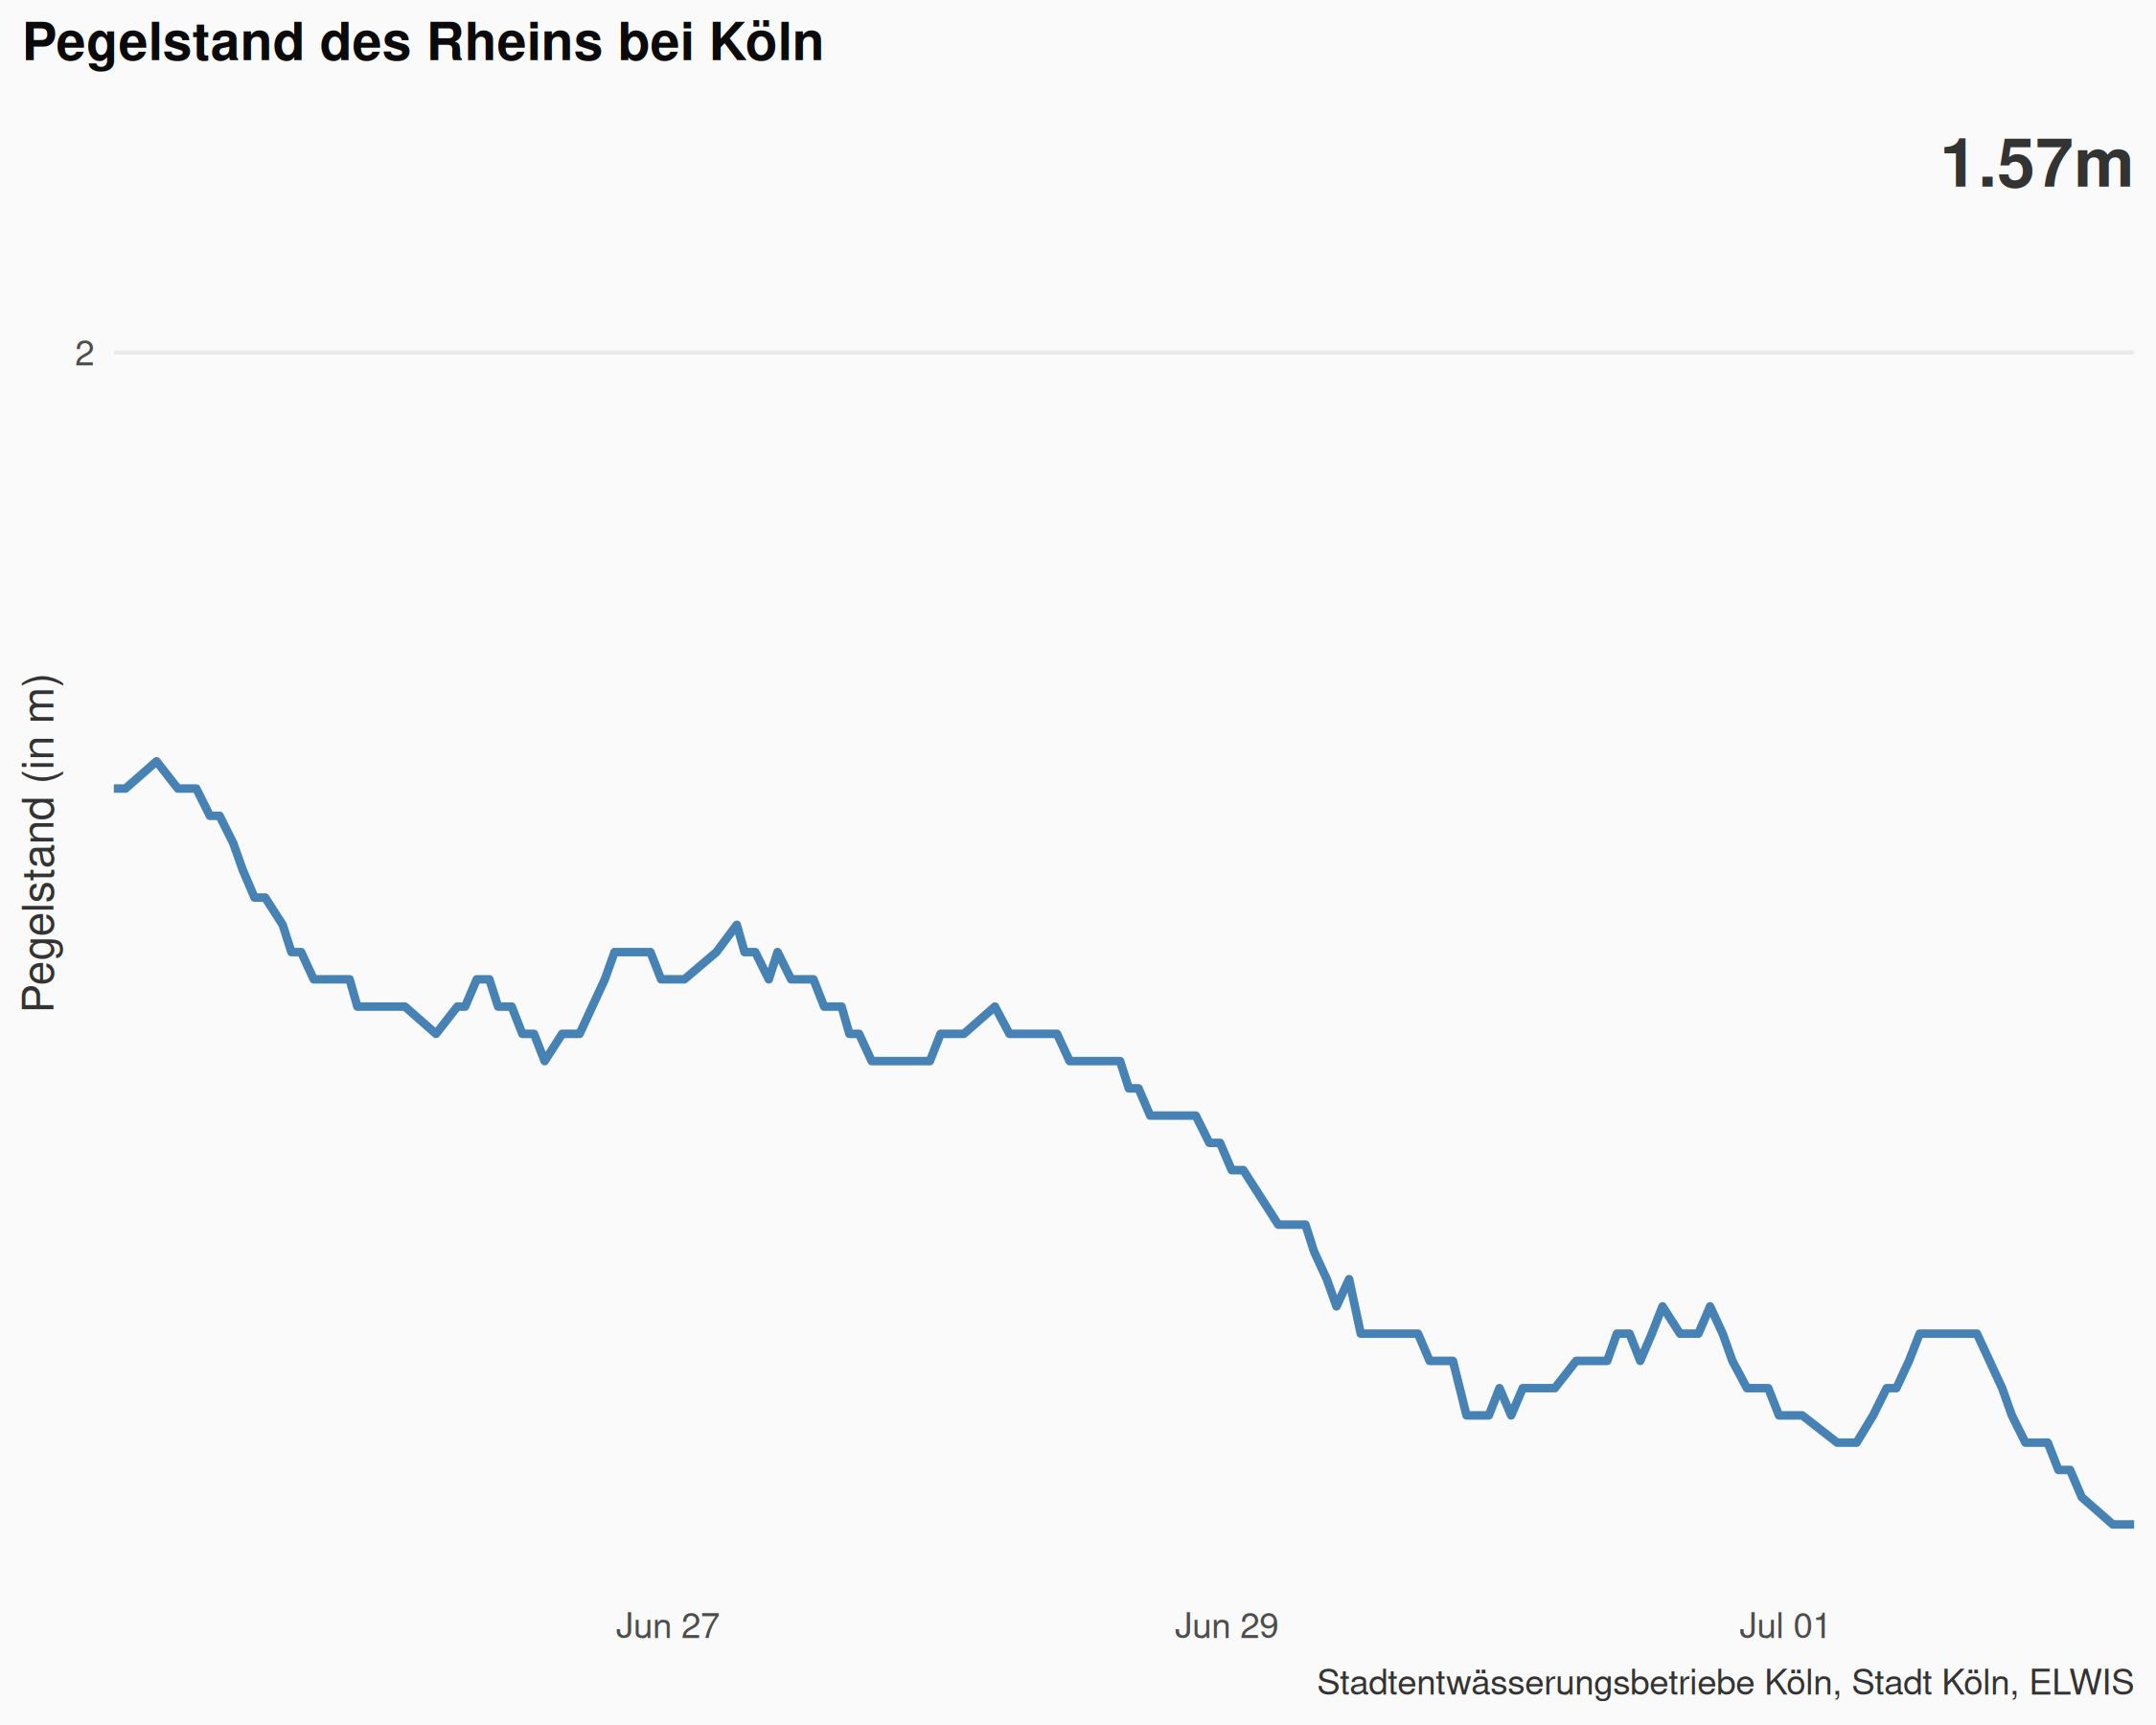 Pegelstand des Rheins bei Köln
1.57m
2
Pegelstand (in m)
Jun 27
Jun 29
Jul 01
Stadtentwässerungsbetriebe Köln, Stadt Köln, ELWIS